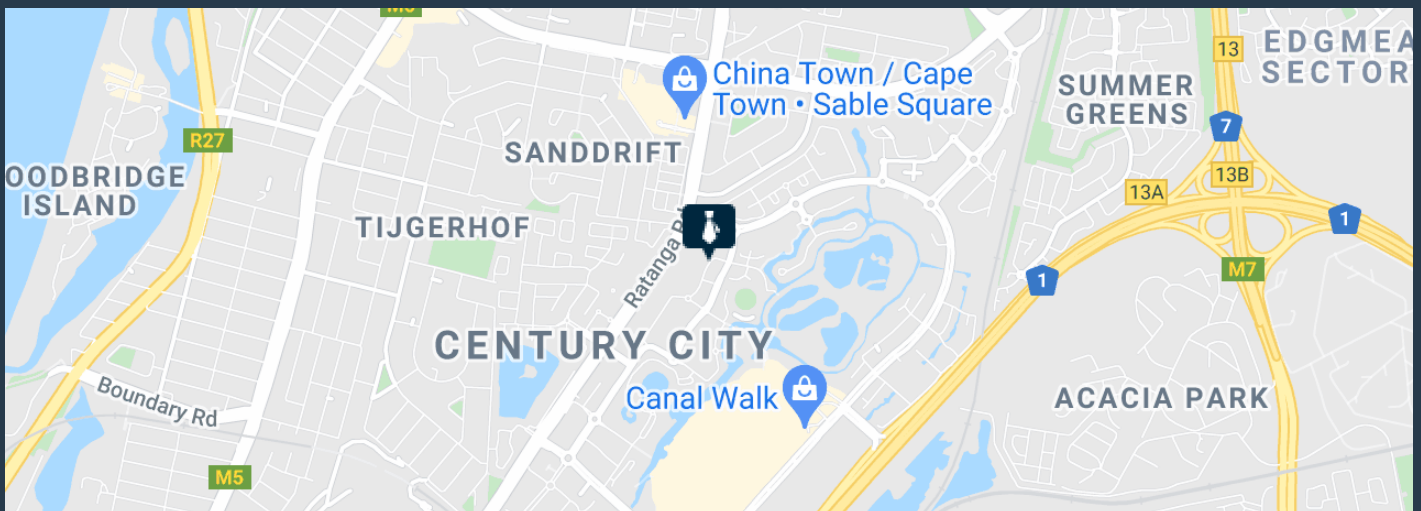 M5
13
EDGMEA
SECTOR
China Town / Cape
Town • Sable Square
SUMMER
GREENS
7
R27
SANDDRIFT
13B
OODBRIDGE
ISLAND
13A
TIJGERHOF
1
Ratanga R
M7
1
CENTURY CITY
Canal Walk
Boundary Rd
ACACIA PARK
M5